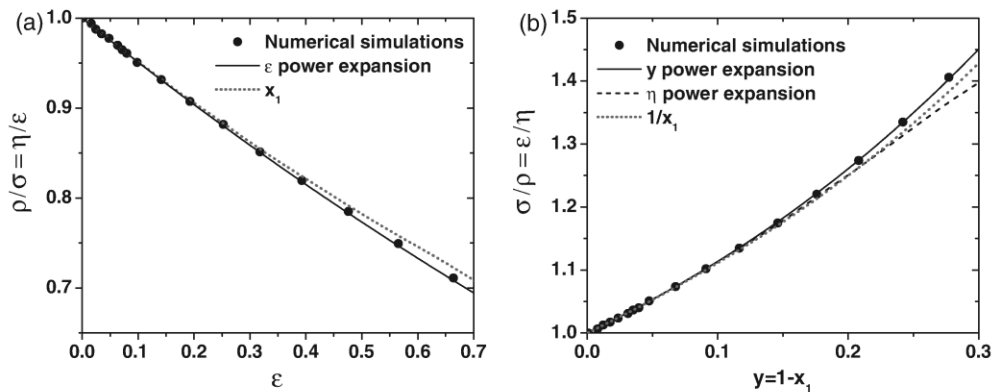 (a)
1.0
0.9
0.8
0.7
ρ/σ = η/ε
Numerical simulations
ε power expansion
x₁
0.0 0.1 0.2 0.3 0.4 0.5 0.6 0.7
ε
(b)
1.5
1.4
1.3
1.2
1.1
1.0
σ/ρ = ε/η
Numerical simulations
y power expansion
η power expansion
1/x₁
0.0 0.1 0.2 0.3
y=1-x₁